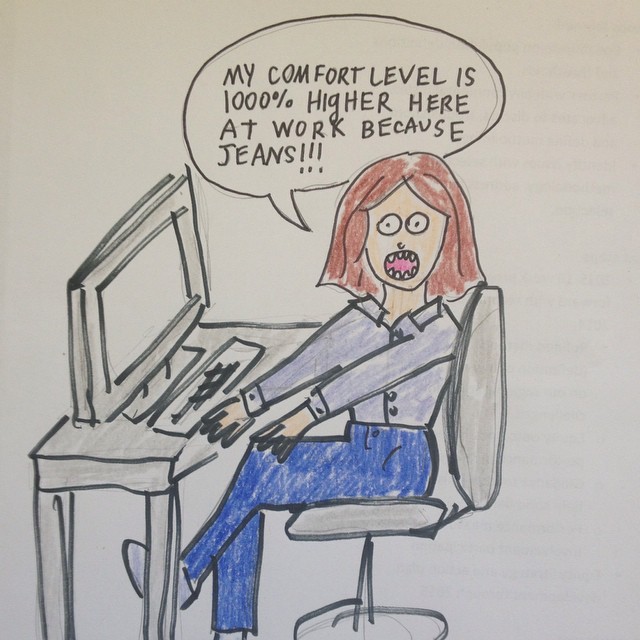 MY COMFORT LEVEL IS
1000% HIGHER HERE
AT WORK BECAUSE
JEANS!!!